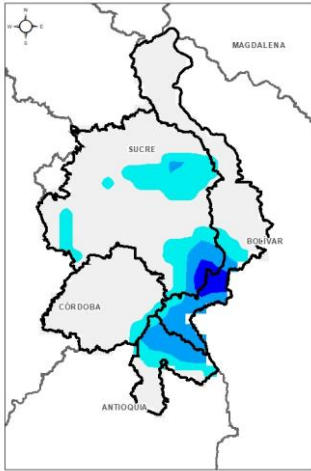 N
W E
S
MAGDALENA
SUCRE
BOLÍVAR
CÓRDOBA
ANTIOQUIA